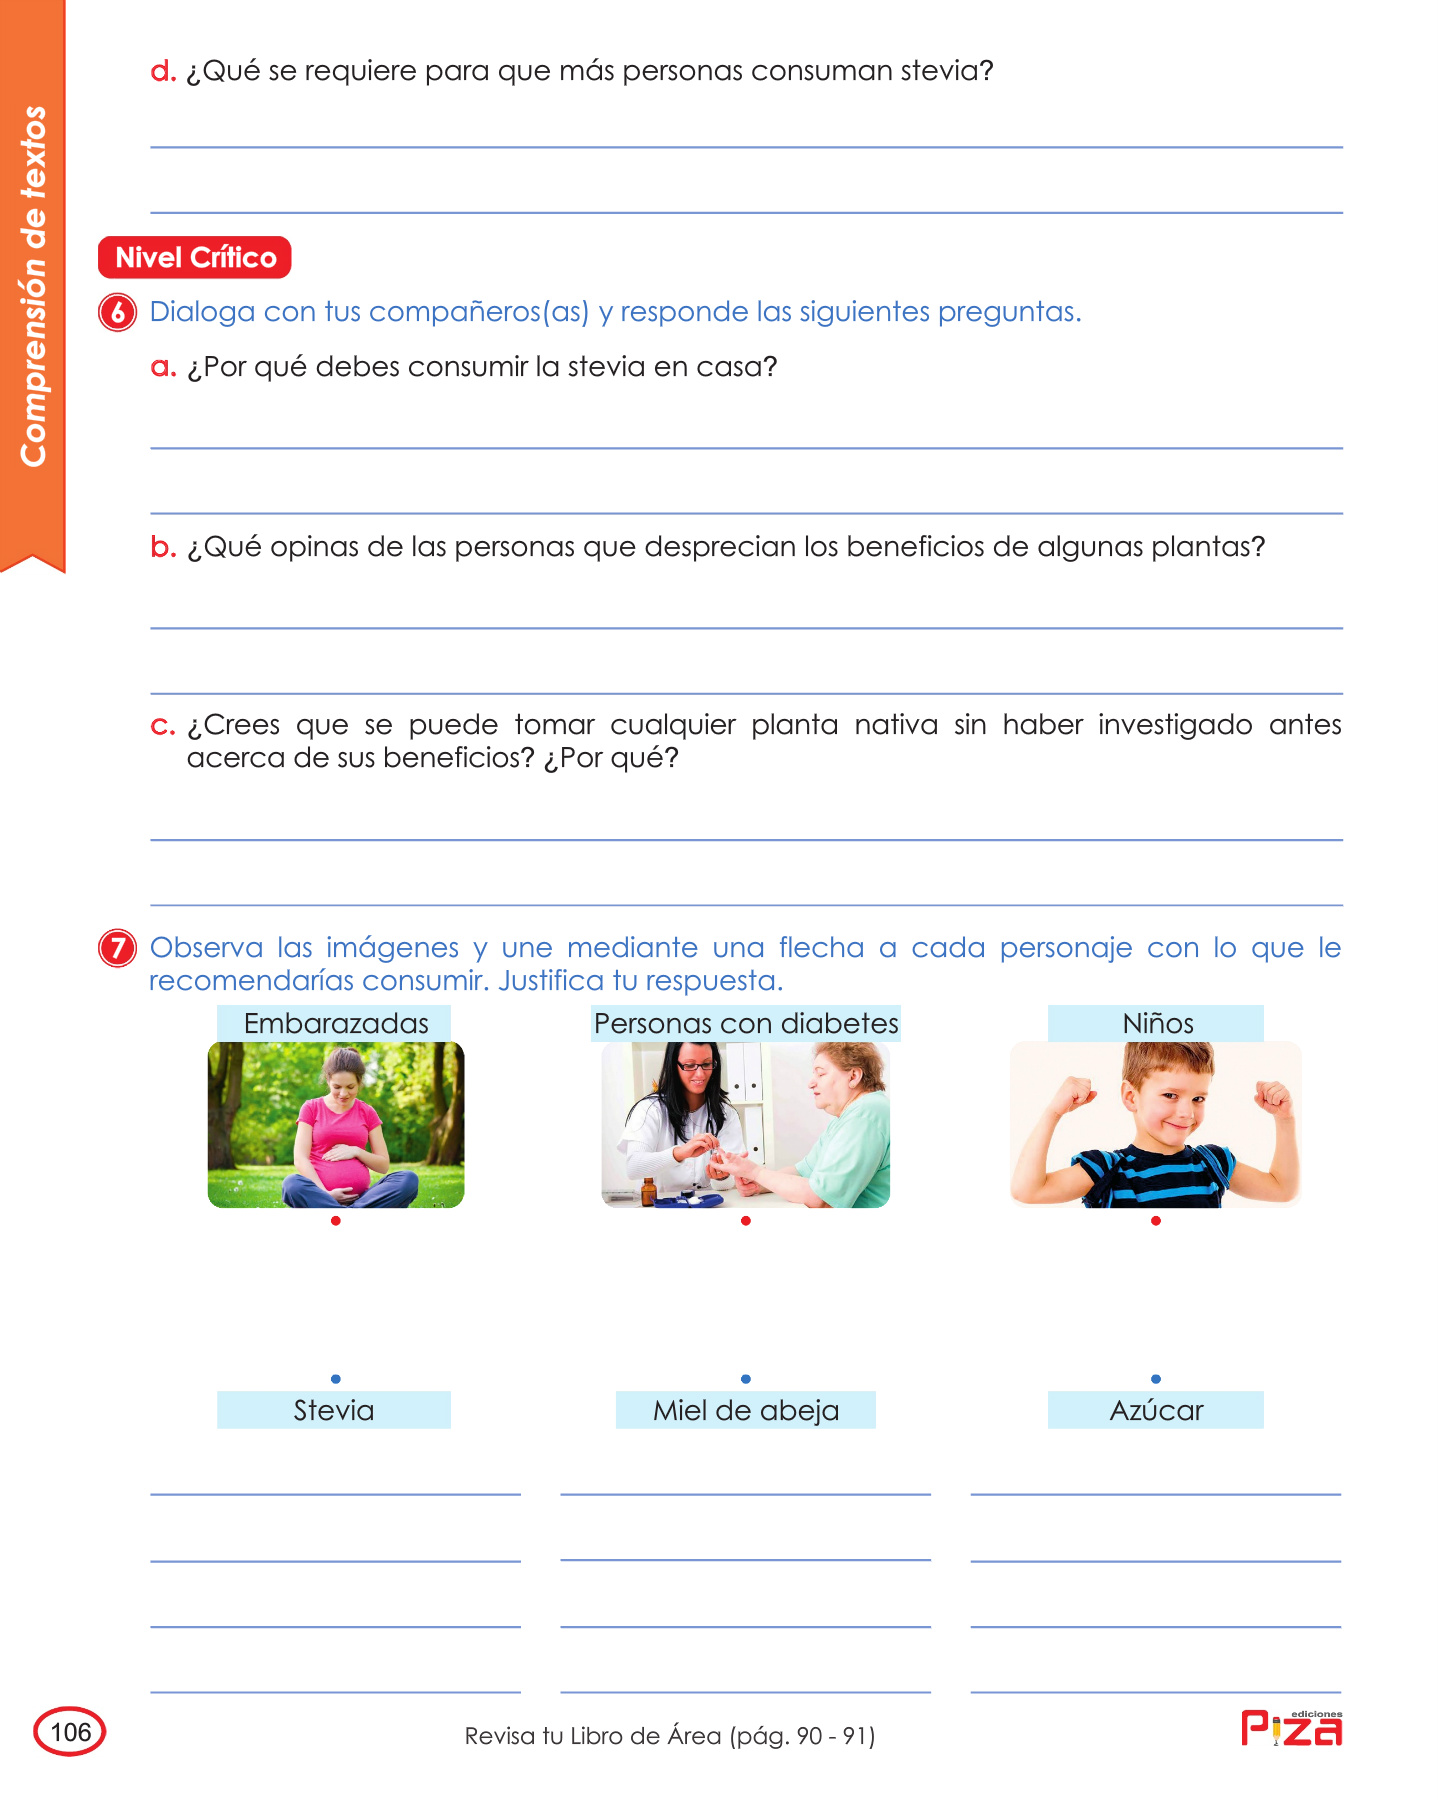 Comprensión de textos
d. ¿Qué se requiere para que más personas consuman stevia?
Nivel Crítico
6 Dialoga con tus compañeros(as) y responde las siguientes preguntas.
a. ¿Por qué debes consumir la stevia en casa?
b. ¿Qué opinas de las personas que desprecian los beneficios de algunas plantas?
c. ¿Crees que se puede tomar cualquier planta nativa sin haber investigado antes
acerca de sus beneficios? ¿Por qué?
7 Observa las imágenes y une mediante una flecha a cada personaje con lo que le
recomendarías consumir. Justifica tu respuesta.
Embarazadas Personas con diabetes Niños
Stevia Miel de abeja Azúcar
106
Revisa tu Libro de Área (pág. 90 - 91)
ediciones
Piza